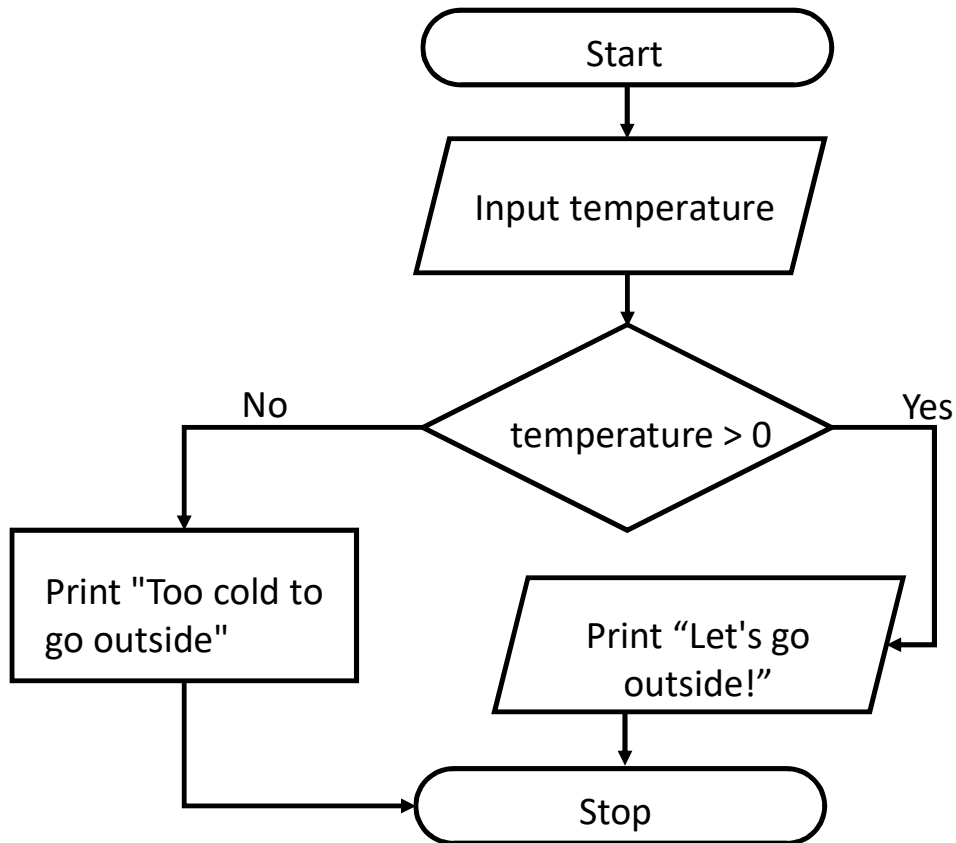 Start
Input temperature
No
Yes
temperature > 0
Print "Too cold to
go outside"
Print “Let's go
outside!”
Stop